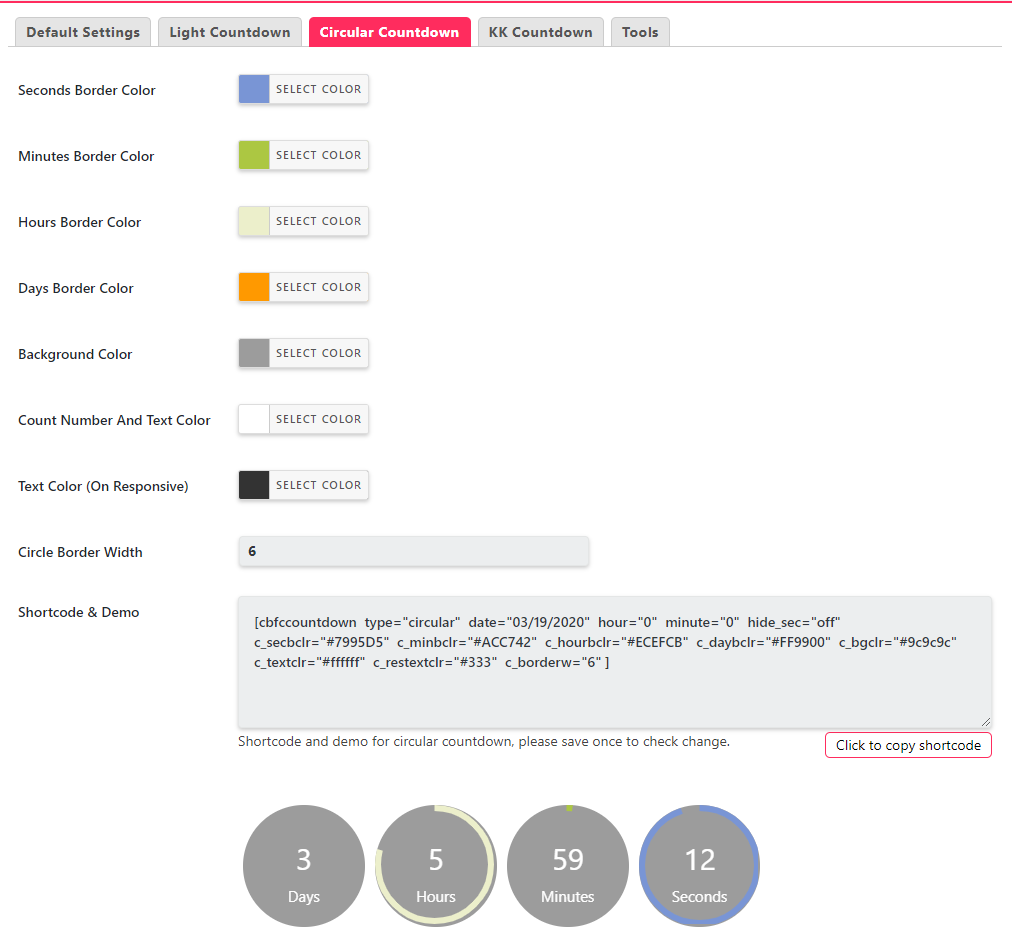 Default Settings Light Countdown Circular Countdown KK Countdown Tools
Seconds Border Color SELECT COLOR
Minutes Border Color SELECT COLOR
Hours Border Color SELECT COLOR
Days Border Color SELECT COLOR
Background Color SELECT COLOR
Count Number And Text Color SELECT COLOR
Text Color (On Responsive) SELECT COLOR
Circle Border Width 6
Shortcode & Demo
[cbfccountdown type="circular" date="03/19/2020" hour="0" minute="0" hide_sec="off"
c_secbclr="#7995D5" c_minbclr="#ACC742" c_hourbclr="#ECEFCB" c_daybclr="#FF9900" c_bgclr="#9c9c9c"
c_textclr="#ffffff" c_restextclr="#333" c_borderw="6" ]
Shortcode and demo for circular countdown, please save once to check change.
Click to copy shortcode
3 5 59 12
Days Hours Minutes Seconds